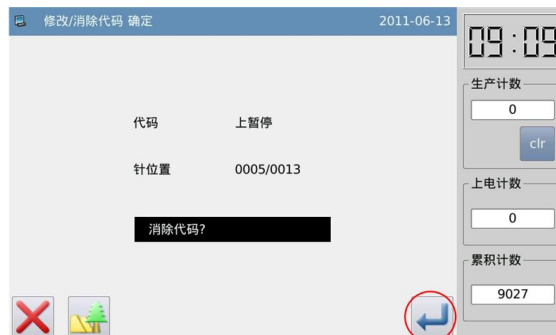 修改/消除代码 确定
2011-06-13
09:09
生产计数
0
clr
代码 上暂停
针位置 0005/0013
消除代码?
上电计数
0
累积计数
9027